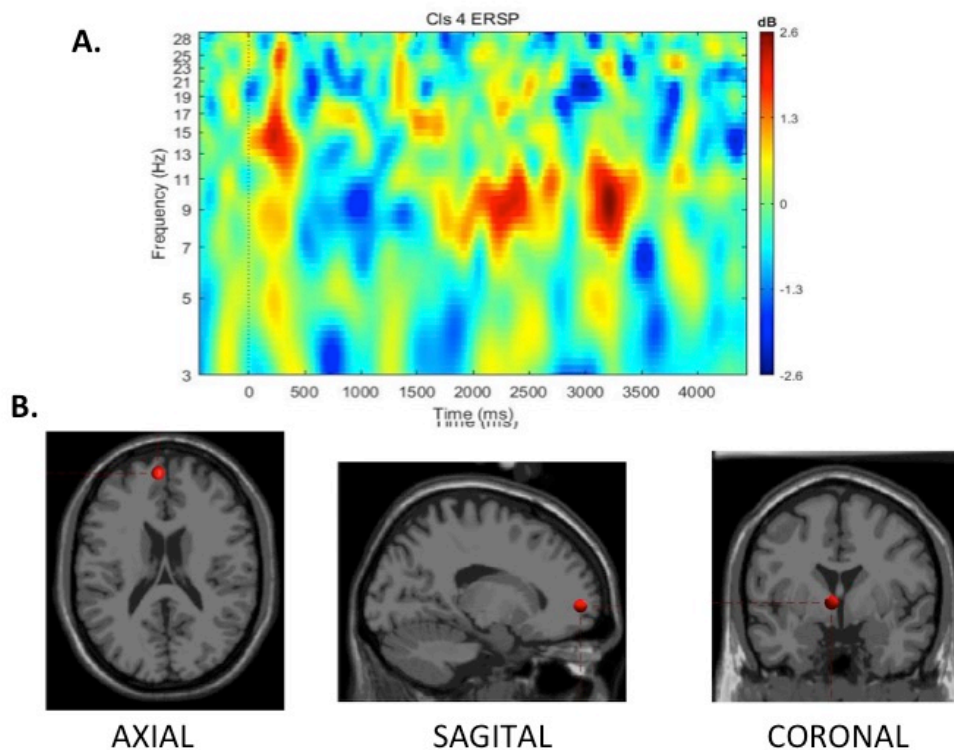 A.
Cls 4 ERSP
dB
28
25
23
21
19
17
15
13
11
9
7
5
3
Frequency (Hz)
2.6
1.3
0
-1.3
-2.6
0 500 1000 1500 2000 2500 3000 3500 4000
Time (ms)
Time (ms)
B.
AXIAL SAGITAL CORONAL